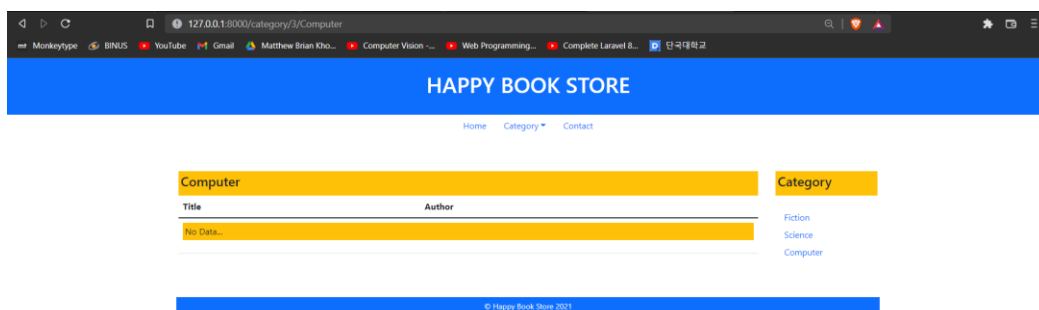 127.0.0.1:8000/category/3/Computer
Monkeytype BINUS YouTube Gmail Matthew Brian Kho... Computer Vision -... Web Programming... Complete Laravel 8... 단국대학교
HAPPY BOOK STORE
Home Category Contact
Computer
Title Author
No Data...
Category
Fiction
Science
Computer
© Happy Book Store 2021